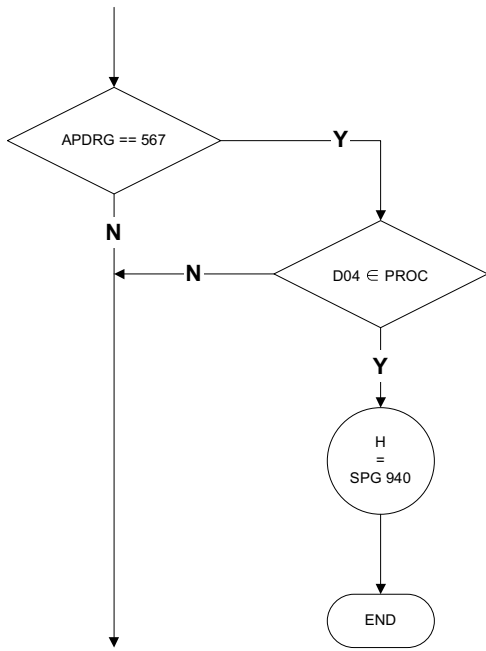 APDRG == 567
Y
N
N
D04 ∈ PROC
Y
H
=
SPG 940
END